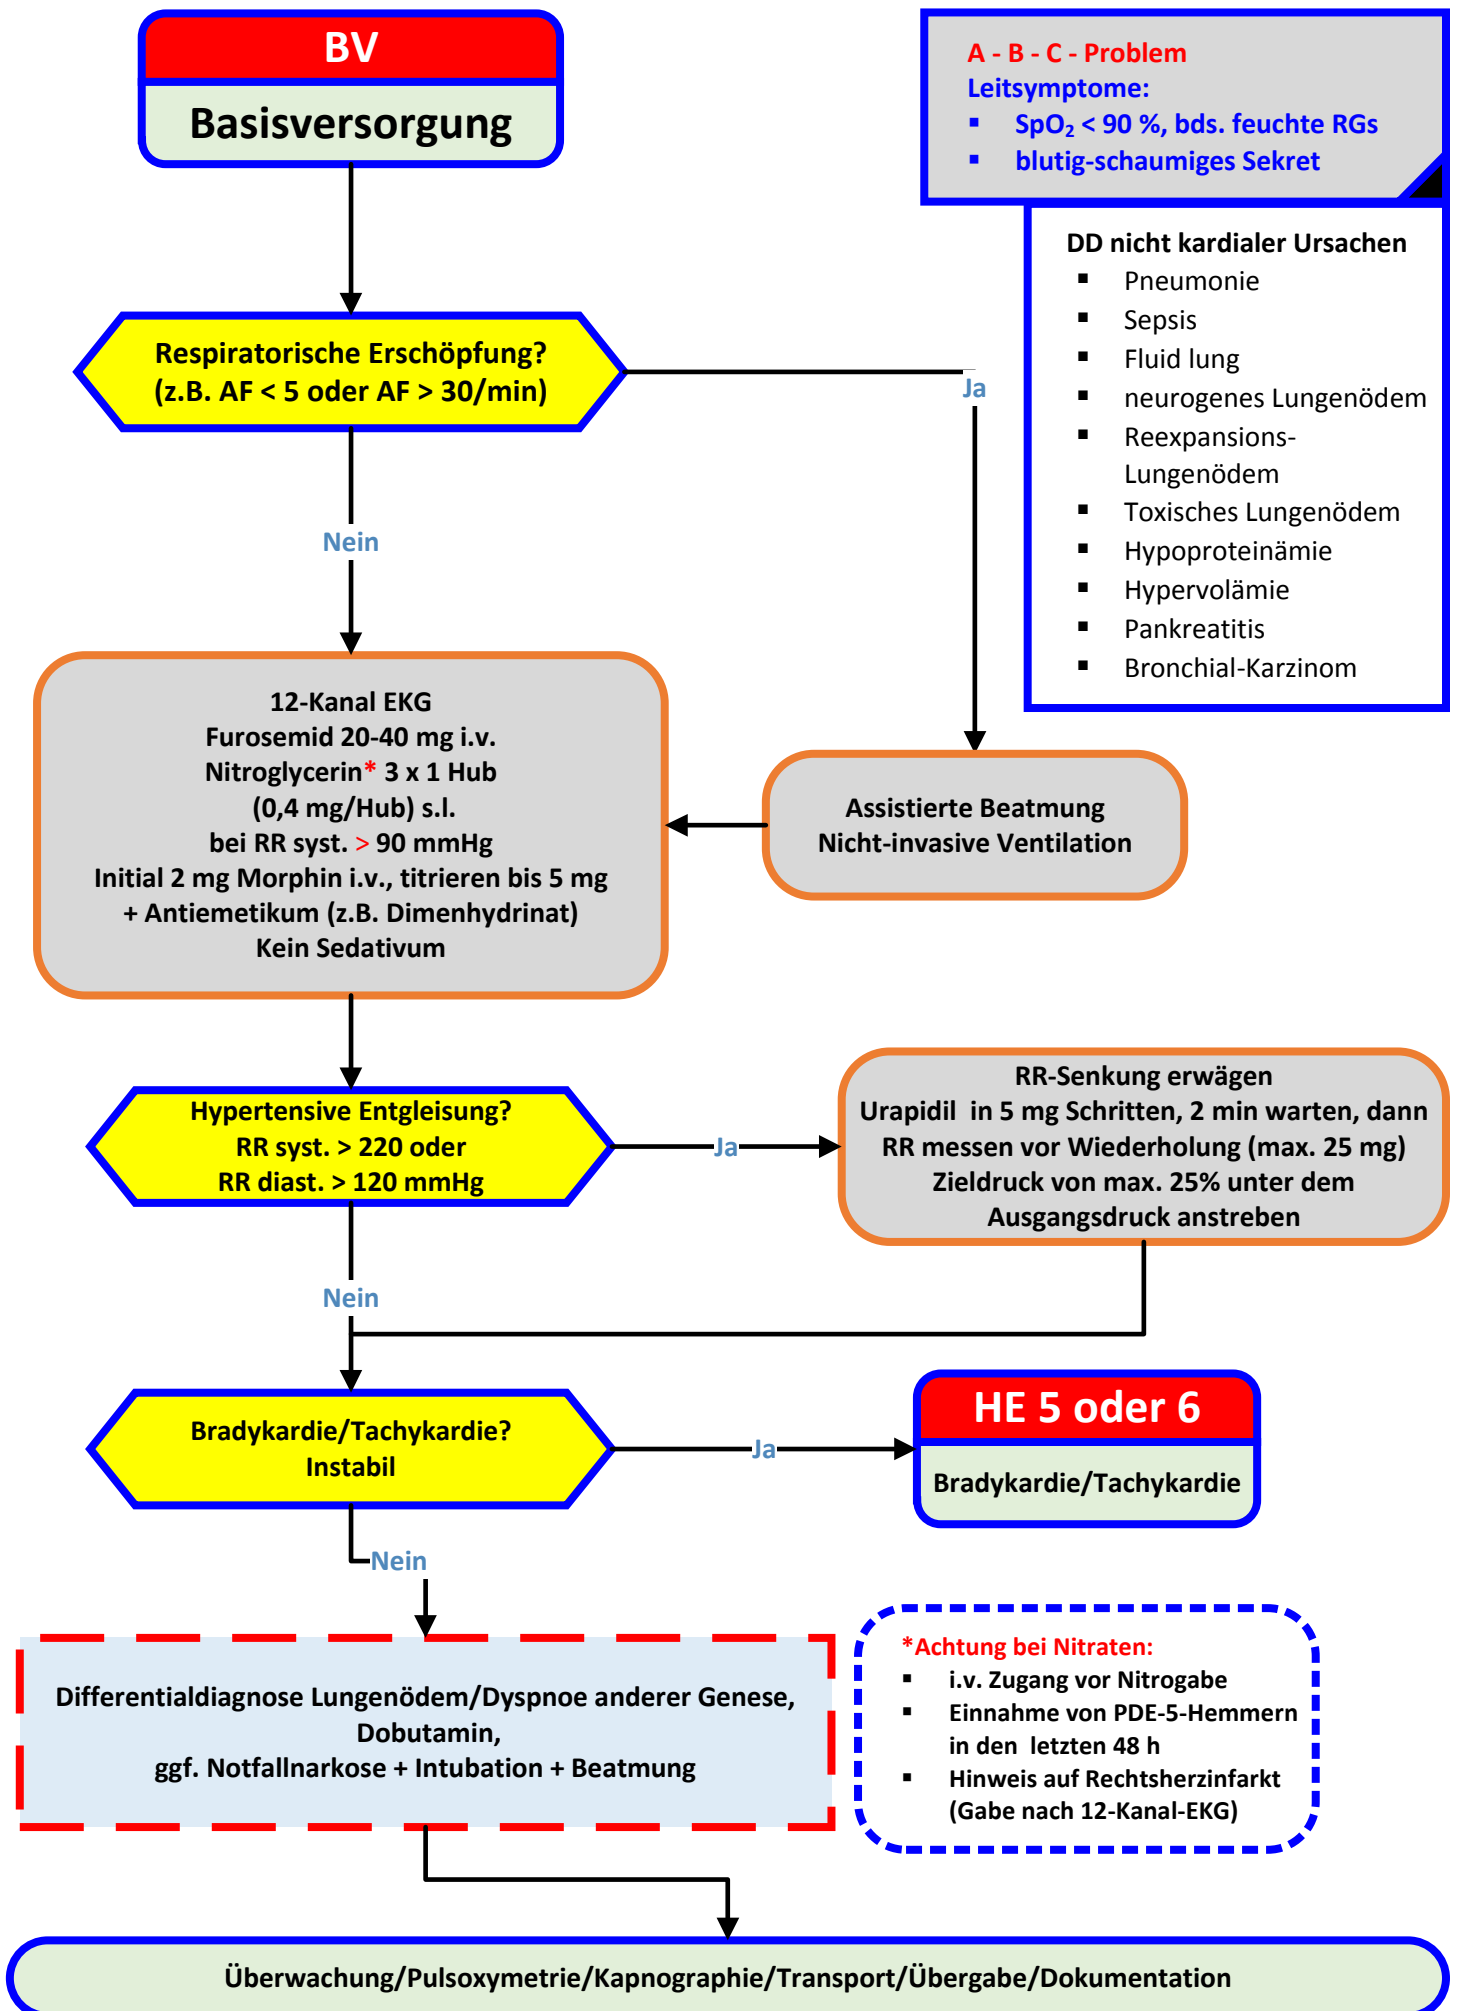 BV
Basisversorgung
A - B - C - Problem
Leitsymptome:
▪ SpO₂ < 90 %, bds. feuchte RGs
▪ blutig-schaumiges Sekret
DD nicht kardialer Ursachen
▪ Pneumonie
▪ Sepsis
▪ Fluid lung
▪ neurogenes Lungenödem
▪ Reexpansions-
Lungenödem
▪ Toxisches Lungenödem
▪ Hypoproteinämie
▪ Hypervolämie
▪ Pankreatitis
▪ Bronchial-Karzinom
Respiratorische Erschöpfung?
(z.B. AF < 5 oder AF > 30/min)
Ja
Nein
12-Kanal EKG
Furosemid 20-40 mg i.v.
Nitroglycerin* 3 x 1 Hub
(0,4 mg/Hub) s.l.
bei RR syst. > 90 mmHg
Initial 2 mg Morphin i.v., titrieren bis 5 mg
+ Antiemetikum (z.B. Dimenhydrinat)
Kein Sedativum
Assistierte Beatmung
Nicht-invasive Ventilation
Hypertensive Entgleisung?
RR syst. > 220 oder
RR diast. > 120 mmHg
Ja
RR-Senkung erwägen
Urapidil in 5 mg Schritten, 2 min warten, dann
RR messen vor Wiederholung (max. 25 mg)
Zieldruck von max. 25% unter dem
Ausgangsdruck anstreben
Nein
Bradykardie/Tachykardie?
Instabil
Ja
HE 5 oder 6
Bradykardie/Tachykardie
Nein
Differentialdiagnose Lungenödem/Dyspnoe anderer Genese,
Dobutamin,
ggf. Notfallnarkose + Intubation + Beatmung
*Achtung bei Nitraten:
▪ i.v. Zugang vor Nitrogabe
▪ Einnahme von PDE-5-Hemmern
in den letzten 48 h
▪ Hinweis auf Rechtsherzinfarkt
(Gabe nach 12-Kanal-EKG)
Überwachung/Pulsoxymetrie/Kapnographie/Transport/Übergabe/Dokumentation